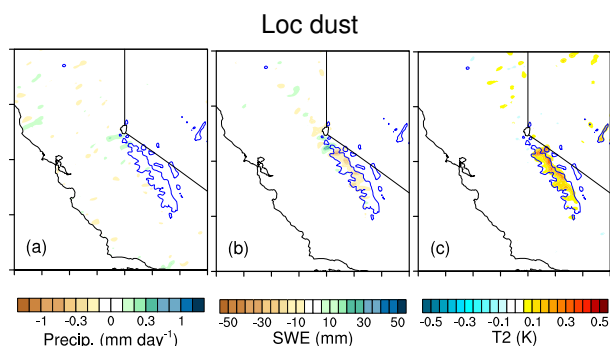 Loc dust
(a) (b) (c)
-1 -0.3 0 0.3 1
Precip. (mm day⁻¹)
-50 -30 -10 10 30 50
SWE (mm)
-0.5 -0.3 -0.1 0.1 0.3 0.5
T2 (K)